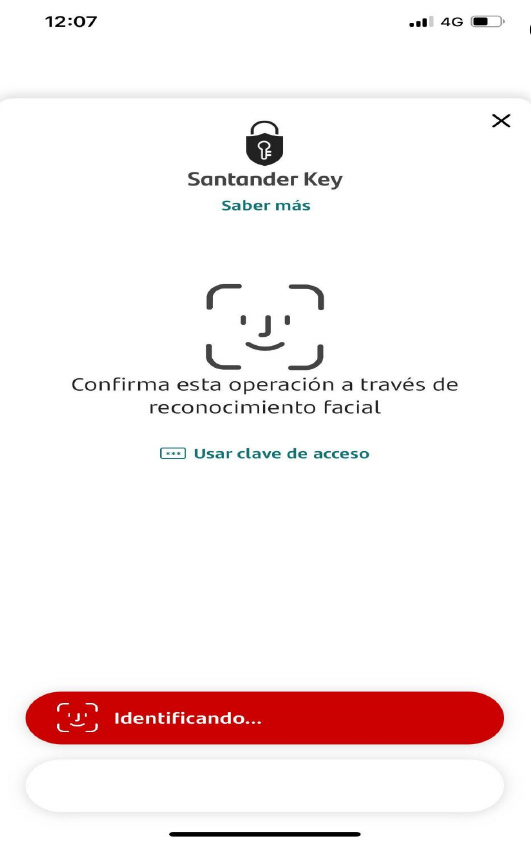 12:07 4G
Santander Key
Saber más
Confirma esta operación a través de
reconocimiento facial
*** Usar clave de acceso
Identificando...